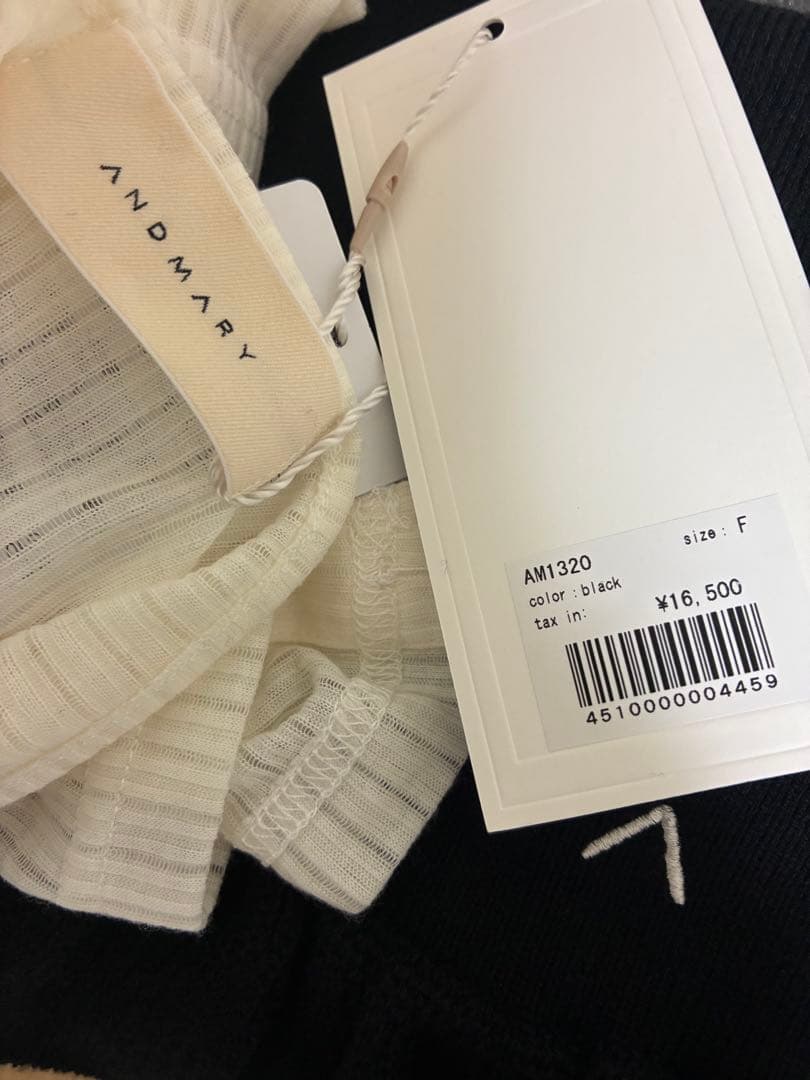 ANDMARY
size: F
AM1320
color : black
tax in: ¥16,500
4510000004459